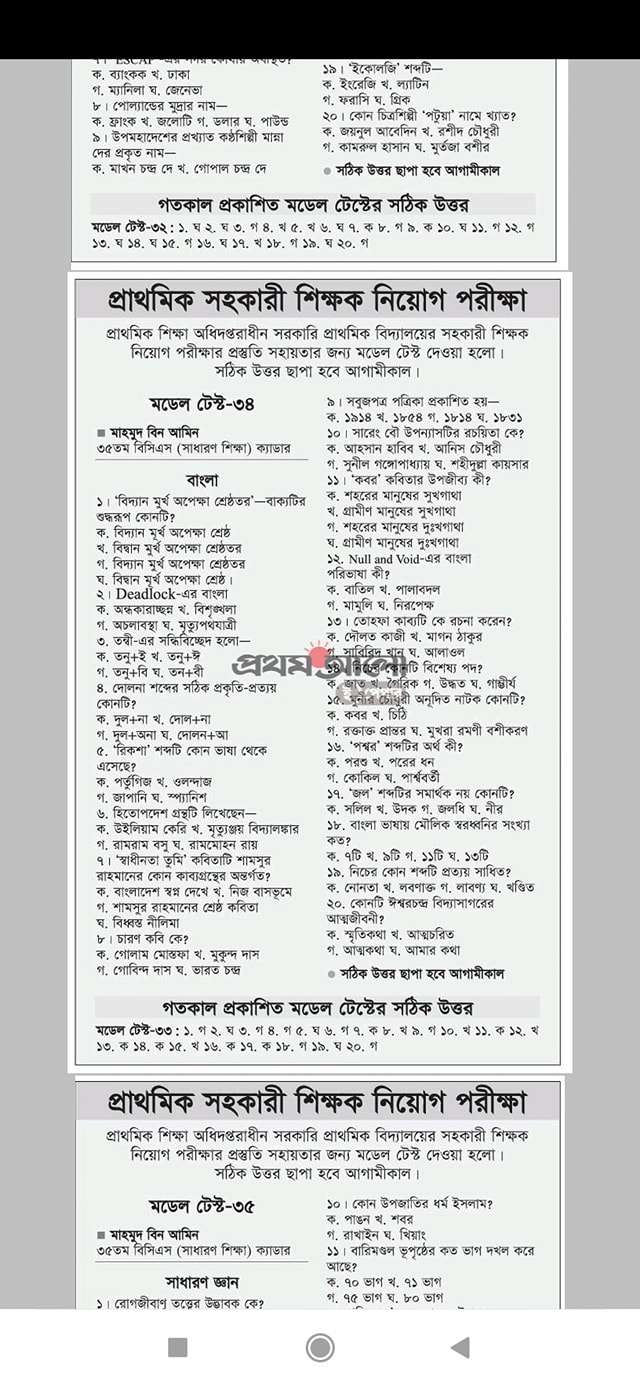 ক. ব্যাংকক খ. ঢাকা
গ. ম্যানিলা ঘ. জেনেভা
৮। পোল্যান্ডের মুদ্রার নাম—
ক. ফ্রাংক খ. জলোটি গ. ডলার ঘ. পাউন্ড
৯। উপমহাদেশের প্রখ্যাত কণ্ঠশিল্পী মান্না
দের প্রকৃত নাম—
ক. মাখন চন্দ্র দে খ. গোপাল চন্দ্র দে
১৯। ‘ইকোলজি’ শব্দটি—
ক. ইংরেজি খ. ল্যাটিন
গ. ফরাসি ঘ. গ্রিক
২০। কোন চিত্রশিল্পী ‘পটুয়া’ নামে খ্যাত?
ক. জয়নুল আবেদিন খ. রশীদ চৌধুরী
গ. কামরুল হাসান ঘ. মুর্তজা বশীর
● সঠিক উত্তর ছাপা হবে আগামীকাল
গতকাল প্রকাশিত মডেল টেস্টের সঠিক উত্তর
মডেল টেস্ট-৩২ : ১. ঘ ২. ঘ ৩. গ ৪. খ ৫. খ ৬. ঘ ৭. ক ৮. গ ৯. ক ১০. ঘ ১১. গ ১২. গ
১৩. ঘ ১৪. ঘ ১৫. গ ১৬. ঘ ১৭. খ ১৮. গ ১৯. ঘ ২০. গ
প্রাথমিক সহকারী শিক্ষক নিয়োগ পরীক্ষা
প্রাথমিক শিক্ষা অধিদপ্তরাধীন সরকারি প্রাথমিক বিদ্যালয়ের সহকারী শিক্ষক
নিয়োগ পরীক্ষার প্রস্তুতি সহায়তার জন্য মডেল টেস্ট দেওয়া হলো।
সঠিক উত্তর ছাপা হবে আগামীকাল।
মডেল টেস্ট-৩৪
■ মাহমুদ বিন আমিন
৩৫তম বিসিএস (সাধারণ শিক্ষা) ক্যাডার
বাংলা
১। ‘বিদ্যান মুর্খ অপেক্ষা শ্রেষ্ঠতর’—বাক্যটির
শুদ্ধরূপ কোনটি?
ক. বিদ্যান মূর্খ অপেক্ষা শ্রেষ্ঠ
খ. বিদ্বান মুর্খ অপেক্ষা শ্রেষ্ঠতর
গ. বিদ্যান মূর্খ অপেক্ষা শ্রেষ্ঠতর
ঘ. বিদ্বান মূর্খ অপেক্ষা শ্রেষ্ঠ।
২। Deadlock-এর বাংলা
ক. অন্ধকারাচ্ছন্ন খ. বিশৃঙ্খলা
গ. অচলাবস্থা ঘ. মৃত্যুপথযাত্রী
৩. তন্বী-এর সন্ধিবিচ্ছেদ হলো—
ক. তনু+ই খ. তনু+ঈ
গ. তনু+বি ঘ. তন+বী
৪. দোলনা শব্দের সঠিক প্রকৃতি-প্রত্যয়
কোনটি?
ক. দুল+না খ. দোল+না
গ. দুল+অনা ঘ. দোলন+আ
৫. ‘রিকশা’ শব্দটি কোন ভাষা থেকে
এসেছে?
ক. পর্তুগিজ খ. ওলন্দাজ
গ. জাপানি ঘ. স্প্যানিশ
৬. হিতোপদেশ গ্রন্থটি লিখেছেন—
ক. উইলিয়াম কেরি খ. মৃত্যুঞ্জয় বিদ্যালঙ্কার
গ. রামরাম বসু ঘ. রামমোহন রায়
৭। ‘স্বাধীনতা তুমি’ কবিতাটি শামসুর
রাহমানের কোন কাব্যগ্রন্থের অন্তর্গত?
ক. বাংলাদেশ স্বপ্ন দেখে খ. নিজ বাসভূমে
গ. শামসুর রাহমানের শ্রেষ্ঠ কবিতা
ঘ. বিধ্বস্ত নীলিমা
৮। চারণ কবি কে?
ক. গোলাম মোস্তফা খ. মুকুন্দ দাস
গ. গোবিন্দ দাস ঘ. ভারত চন্দ্র
৯। সবুজপত্র পত্রিকা প্রকাশিত হয়—
ক. ১৯১৪ খ. ১৮৫৪ গ. ১৮১৪ ঘ. ১৮৩১
১০। সারেং বৌ উপন্যাসটির রচয়িতা কে?
ক. আহসান হাবিব খ. আনিস চৌধুরী
গ. সুনীল গঙ্গোপাধ্যায় ঘ. শহীদুল্লা কায়সার
১১। ‘কবর’ কবিতার উপজীব্য কী?
ক. শহরের মানুষের সুখগাথা
খ. গ্রামীণ মানুষের সুখগাথা
গ. শহরের মানুষের দুঃখগাথা
ঘ. গ্রামীণ মানুষের দুঃখগাথা
১২. Null and Void-এর বাংলা
পরিভাষা কী?
ক. বাতিল খ. পালাবদল
গ. মামুলি ঘ. নিরপেক্ষ
১৩। তোহফা কাব্যটি কে রচনা করেন?
ক. দৌলত কাজী খ. মাগন ঠাকুর
গ. সাবিরিদ খান ঘ. আলাওল
প্রথম আলো
১৪। নিচের কোনটি বিশেষ্য পদ?
ক. জাত খ. গৈরিক গ. উদ্ধত ঘ. গাম্ভীর্য
১৫. মুনীর চৌধুরী অনূদিত নাটক কোনটি?
ক. কবর খ. চিঠি
গ. রক্তাক্ত প্রান্তর ঘ. মুখরা রমণী বশীকরণ
১৬. ‘পশ্বর’ শব্দটির অর্থ কী?
ক. পরশু খ. পরের ধন
গ. কোকিল ঘ. পার্শ্ববর্তী
১৭. ‘জল’ শব্দটির সমার্থক নয় কোনটি?
ক. সলিল খ. উদক গ. জলধি ঘ. নীর
১৮. বাংলা ভাষায় মৌলিক স্বরধ্বনির সংখ্যা
কত?
ক. ৭টি খ. ৯টি গ. ১১টি ঘ. ১৩টি
১৯. নিচের কোন শব্দটি প্রত্যয় সাধিত?
ক. নোনতা খ. লবণাক্ত গ. লাবণ্য ঘ. খণ্ডিত
২০. কোনটি ঈশ্বরচন্দ্র বিদ্যাসাগরের
আত্মজীবনী?
ক. স্মৃতিকথা খ. আত্মচরিত
গ. আত্মকথা ঘ. আমার কথা
● সঠিক উত্তর ছাপা হবে আগামীকাল
গতকাল প্রকাশিত মডেল টেস্টের সঠিক উত্তর
মডেল টেস্ট-৩৩ : ১. গ ২. ঘ ৩. গ ৪. গ ৫. ঘ ৬. গ ৭. ক ৮. খ ৯. গ ১০. খ ১১. ক ১২. খ
১৩. ক ১৪. ক ১৫. খ ১৬. ক ১৭. ক ১৮. গ ১৯. ঘ ২০. গ
প্রাথমিক সহকারী শিক্ষক নিয়োগ পরীক্ষা
প্রাথমিক শিক্ষা অধিদপ্তরাধীন সরকারি প্রাথমিক বিদ্যালয়ের সহকারী শিক্ষক
নিয়োগ পরীক্ষার প্রস্তুতি সহায়তার জন্য মডেল টেস্ট দেওয়া হলো।
সঠিক উত্তর ছাপা হবে আগামীকাল।
মডেল টেস্ট-৩৫
■ মাহমুদ বিন আমিন
৩৫তম বিসিএস (সাধারণ শিক্ষা) ক্যাডার
সাধারণ জ্ঞান
১। রোগজীবাণু তত্ত্বের উদ্ভাবক কে?
১০। কোন উপজাতির ধর্ম ইসলাম?
ক. পাঙন খ. শবর
গ. রাখাইন ঘ. খিয়াং
১১। বারিমণ্ডল ভূপৃষ্ঠের কত ভাগ দখল করে
আছে?
ক. ৭০ ভাগ খ. ৭১ ভাগ
গ. ৭৫ ভাগ ঘ. ৮০ ভাগ